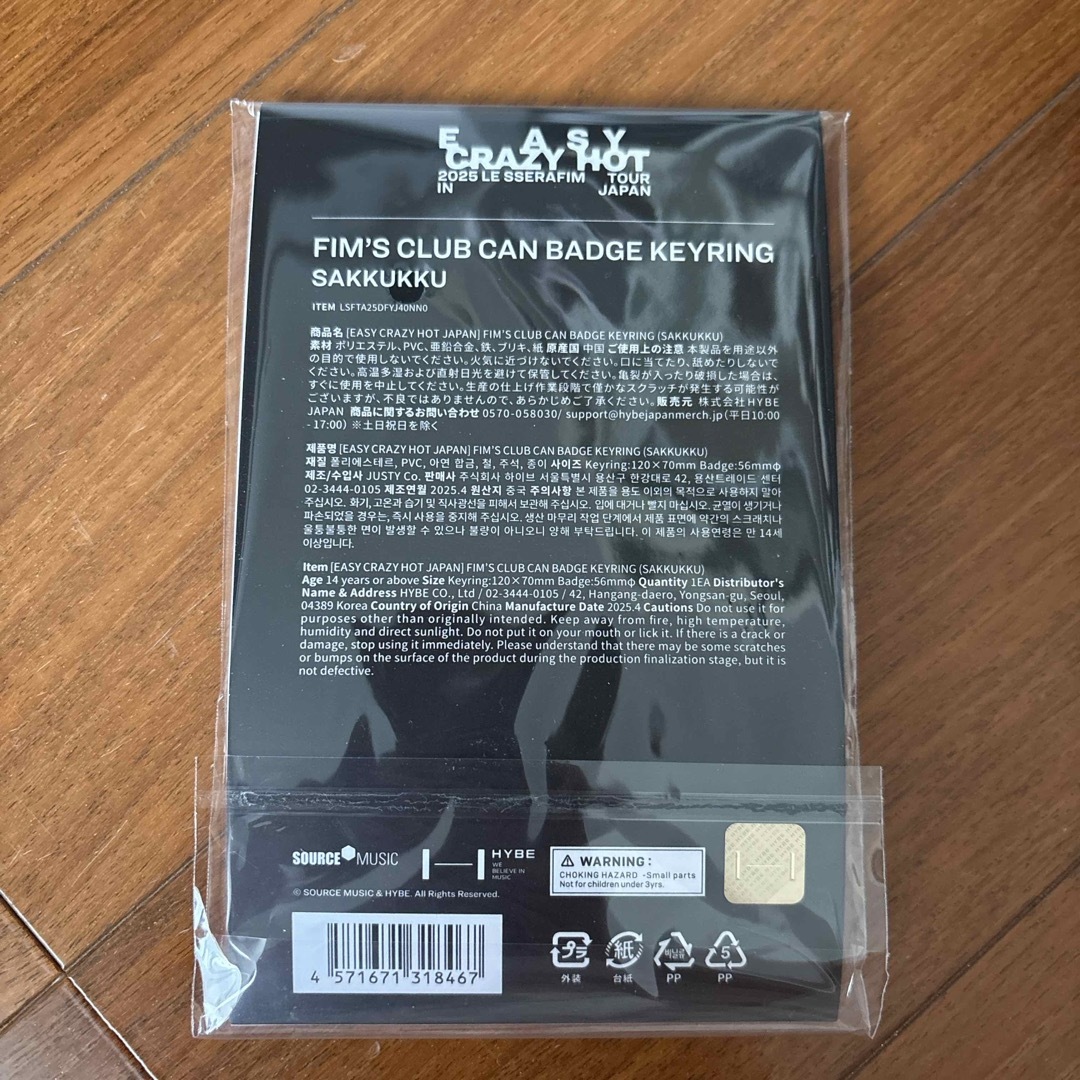 E ASY
CRAZY HOT
2025 LE SSERAFIM TOUR
IN JAPAN
FIM'S CLUB CAN BADGE KEYRING
SAKKUKKU
ITEM LSFTA25DFYJ40NN0
商品名 [EASY CRAZY HOT JAPAN] FIM'S CLUB CAN BADGE KEYRING (SAKKUKKU)
素材 ポリエステル、PVC、亜鉛合金、鉄、ブリキ、紙 原産国 中国 ご使用上の注意 本製品を用途以外
の目的で使用しないでください。火気に近づけないでください。口に当てたり、舐めたりしないで
ください。高温多湿および直射日光を避けて保管してください。亀裂が入ったり破損した場合は、
すぐに使用を中止してください。生産の仕上げ作業段階で僅かなスクラッチが発生する可能性が
ございますが、不良ではありませんので、あらかじめご了承ください。販売元 株式会社HYBE
JAPAN 商品に関するお問い合わせ 0570-058030/ support@hybejapanmerch.jp(平日10:00
- 17:00) ※土日祝日を除く
제품명 [EASY CRAZY HOT JAPAN] FIM'S CLUB CAN BADGE KEYRING (SAKKUKKU)
재질 폴리에스테르, PVC, 아연 합금, 철, 주석, 종이 사이즈 Keyring:120×70mm Badge:56mmΦ
제조/수입사 JUSTY Co. 판매사 주식회사 하이브 서울특별시 용산구 한강대로 42, 용산트레이드 센터
02-3444-0105 제조연월 2025.4 원산지 중국 주의사항 본 제품을 용도 이외의 목적으로 사용하지 말아
주십시오. 화기, 고온과 습기 및 직사광선을 피해서 보관해 주십시오. 입에 대거나 빨지 마십시오. 균열이 생기거나
파손되었을 경우는, 즉시 사용을 중지해 주십시오. 생산 마무리 작업 단계에서 제품 표면에 약간의 스크래치나
울퉁불퉁한 면이 발생할 수 있으나 불량이 아니오니 양해 부탁드립니다. 이 제품의 사용연령은 만 14세
이상입니다.
Item [EASY CRAZY HOT JAPAN] FIM'S CLUB CAN BADGE KEYRING (SAKKUKKU)
Age 14 years or above Size Keyring:120×70mm Badge:56mmΦ Quantity 1EA Distributor's
Name & Address HYBE CO., Ltd / 02-3444-0105 / 42, Hangang-daero, Yongsan-gu, Seoul,
04389 Korea Country of Origin China Manufacture Date 2025.4 Cautions Do not use it for
purposes other than originally intended. Keep away from fire, high temperature,
humidity and direct sunlight. Do not put it on your mouth or lick it. If there is a crack or
damage, stop using it immediately. Please understand that there may be some scratches
or bumps on the surface of the product during the production finalization stage, but it is
not defective.
SOURCE MUSIC
HYBE
WE
BELIEVE IN
MUSIC
© SOURCE MUSIC & HYBE. All Rights Reserved.
WARNING :
CHOKING HAZARD -Small parts
Not for children under 3yrs.
4 571671 318467
プラ 紙 비닐류 5
外装 台紙 PP PP